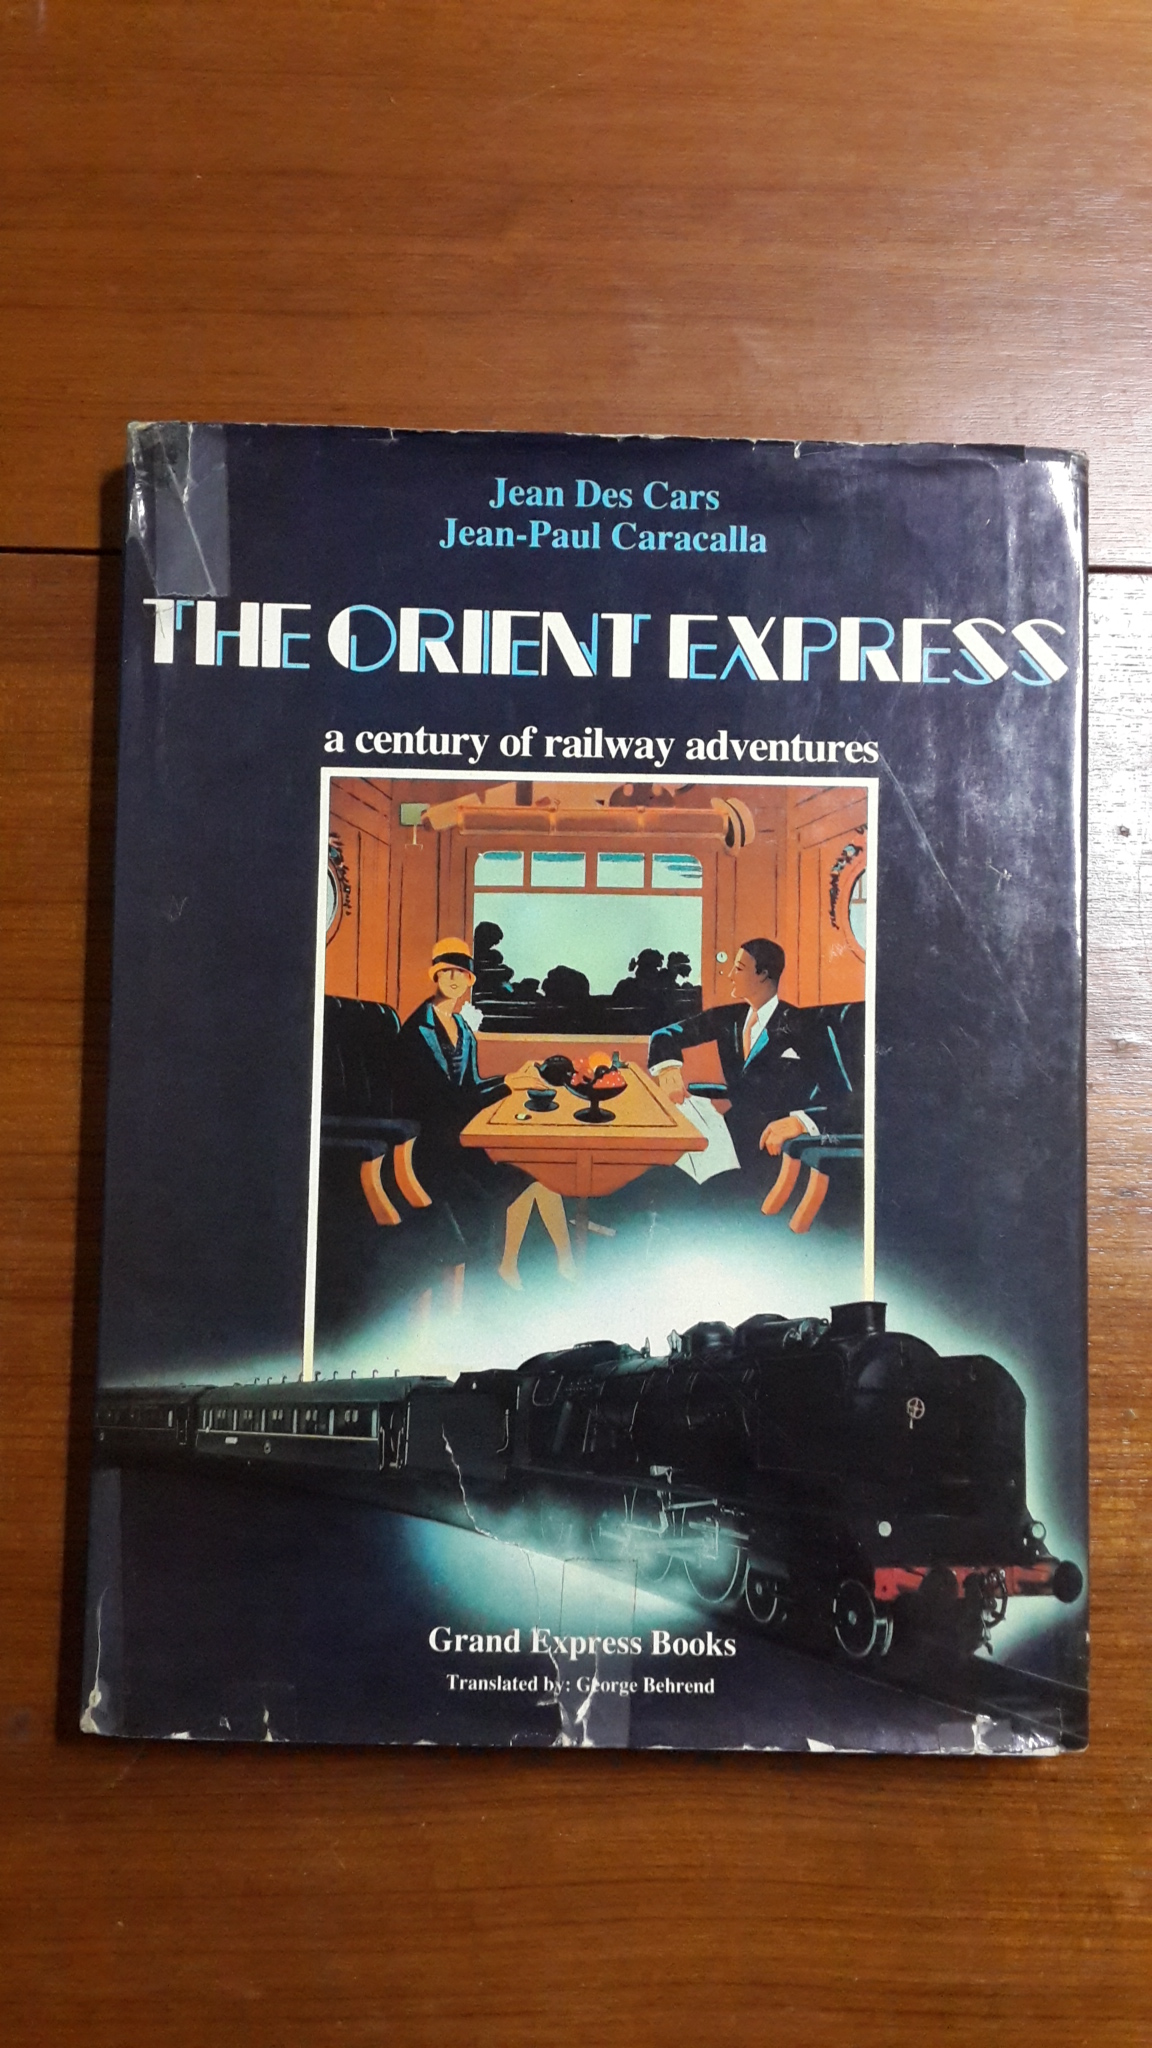 Jean Des Cars
Jean-Paul Caracalla
THE ORIENT EXPRESS
a century of railway adventures
Grand Express Books
Translated by: George Behrend